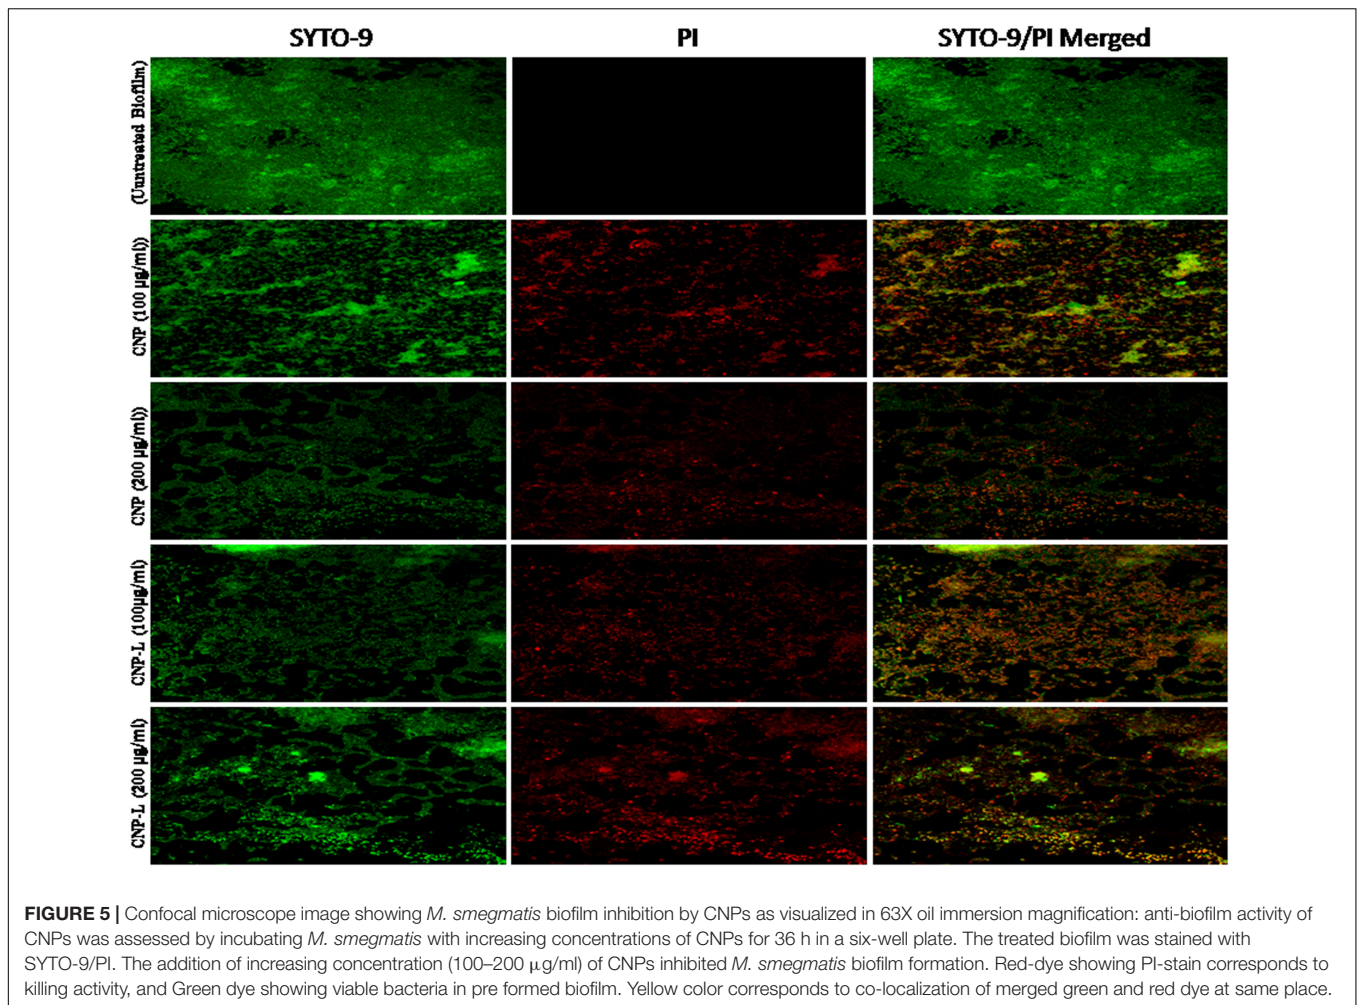 SYTO-9 PI SYTO-9/PI Merged
(Uuntreated Biofilm)
CNP (100 µg/ml))
CNP (200 µg/ml))
CNP-L (100µg/ml)
CNP-L (200 µg/ml)
FIGURE 5 | Confocal microscope image showing M. smegmatis biofilm inhibition by CNPs as visualized in 63X oil immersion magnification: anti-biofilm activity of
CNPs was assessed by incubating M. smegmatis with increasing concentrations of CNPs for 36 h in a six-well plate. The treated biofilm was stained with
SYTO-9/PI. The addition of increasing concentration (100–200 µg/ml) of CNPs inhibited M. smegmatis biofilm formation. Red-dye showing PI-stain corresponds to
killing activity, and Green dye showing viable bacteria in pre formed biofilm. Yellow color corresponds to co-localization of merged green and red dye at same place.